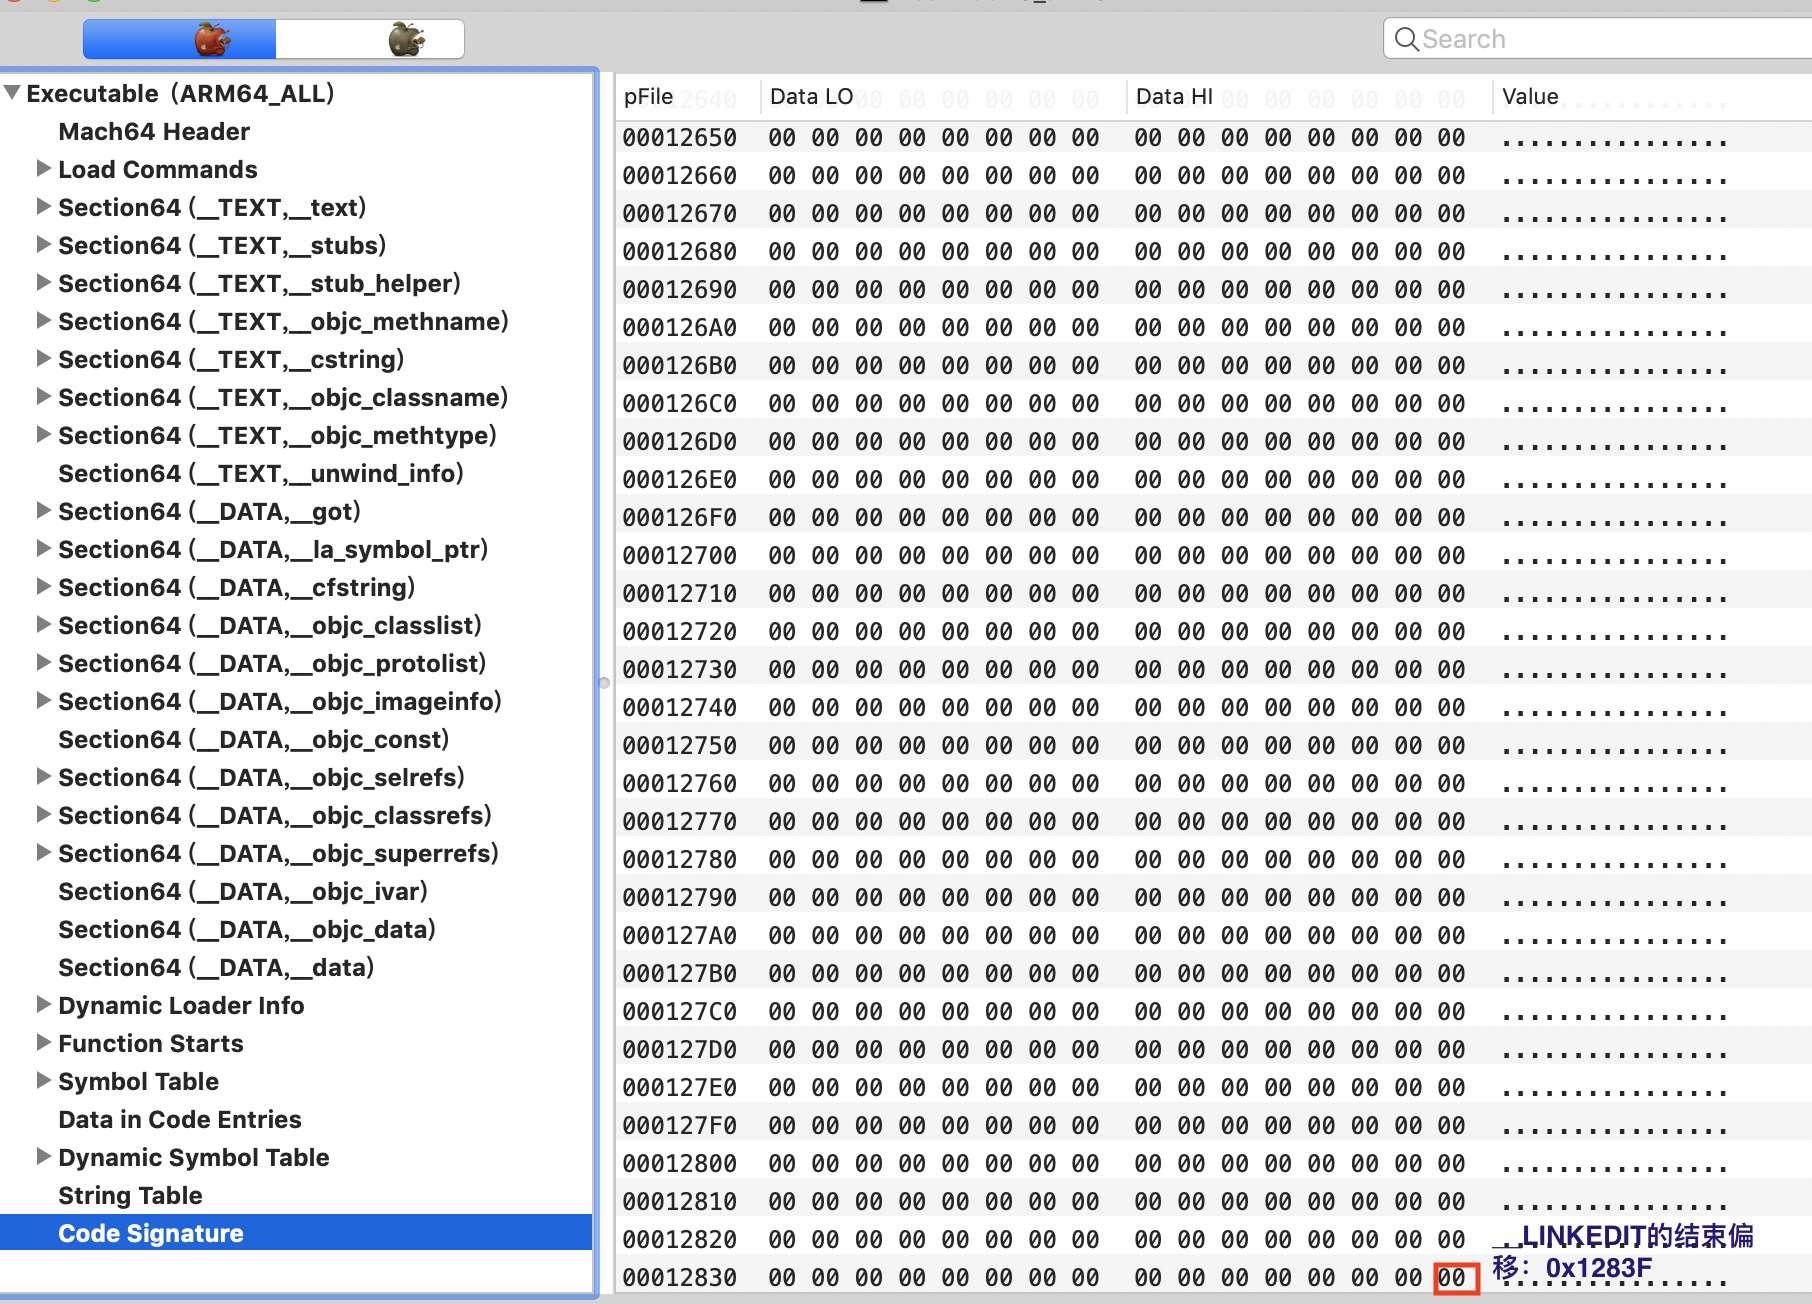 Search
Executable (ARM64_ALL)
Mach64 Header
Load Commands
Section64 (__TEXT,__text)
Section64 (__TEXT,__stubs)
Section64 (__TEXT,__stub_helper)
Section64 (__TEXT,__objc_methname)
Section64 (__TEXT,__cstring)
Section64 (__TEXT,__objc_classname)
Section64 (__TEXT,__objc_methtype)
Section64 (__TEXT,__unwind_info)
Section64 (__DATA,__got)
Section64 (__DATA,__la_symbol_ptr)
Section64 (__DATA,__cfstring)
Section64 (__DATA,__objc_classlist)
Section64 (__DATA,__objc_protolist)
Section64 (__DATA,__objc_imageinfo)
Section64 (__DATA,__objc_const)
Section64 (__DATA,__objc_selrefs)
Section64 (__DATA,__objc_classrefs)
Section64 (__DATA,__objc_superrefs)
Section64 (__DATA,__objc_ivar)
Section64 (__DATA,__objc_data)
Section64 (__DATA,__data)
Dynamic Loader Info
Function Starts
Symbol Table
Data in Code Entries
Dynamic Symbol Table
String Table
Code Signature
pFile Data LO Data HI Value
00012650 00 00 00 00 00 00 00 00 00 00 00 00 00 00 00 00 ................
00012660 00 00 00 00 00 00 00 00 00 00 00 00 00 00 00 00 ................
00012670 00 00 00 00 00 00 00 00 00 00 00 00 00 00 00 00 ................
00012680 00 00 00 00 00 00 00 00 00 00 00 00 00 00 00 00 ................
00012690 00 00 00 00 00 00 00 00 00 00 00 00 00 00 00 00 ................
000126A0 00 00 00 00 00 00 00 00 00 00 00 00 00 00 00 00 ................
000126B0 00 00 00 00 00 00 00 00 00 00 00 00 00 00 00 00 ................
000126C0 00 00 00 00 00 00 00 00 00 00 00 00 00 00 00 00 ................
000126D0 00 00 00 00 00 00 00 00 00 00 00 00 00 00 00 00 ................
000126E0 00 00 00 00 00 00 00 00 00 00 00 00 00 00 00 00 ................
000126F0 00 00 00 00 00 00 00 00 00 00 00 00 00 00 00 00 ................
00012700 00 00 00 00 00 00 00 00 00 00 00 00 00 00 00 00 ................
00012710 00 00 00 00 00 00 00 00 00 00 00 00 00 00 00 00 ................
00012720 00 00 00 00 00 00 00 00 00 00 00 00 00 00 00 00 ................
00012730 00 00 00 00 00 00 00 00 00 00 00 00 00 00 00 00 ................
00012740 00 00 00 00 00 00 00 00 00 00 00 00 00 00 00 00 ................
00012750 00 00 00 00 00 00 00 00 00 00 00 00 00 00 00 00 ................
00012760 00 00 00 00 00 00 00 00 00 00 00 00 00 00 00 00 ................
00012770 00 00 00 00 00 00 00 00 00 00 00 00 00 00 00 00 ................
00012780 00 00 00 00 00 00 00 00 00 00 00 00 00 00 00 00 ................
00012790 00 00 00 00 00 00 00 00 00 00 00 00 00 00 00 00 ................
000127A0 00 00 00 00 00 00 00 00 00 00 00 00 00 00 00 00 ................
000127B0 00 00 00 00 00 00 00 00 00 00 00 00 00 00 00 00 ................
000127C0 00 00 00 00 00 00 00 00 00 00 00 00 00 00 00 00 ................
000127D0 00 00 00 00 00 00 00 00 00 00 00 00 00 00 00 00 ................
000127E0 00 00 00 00 00 00 00 00 00 00 00 00 00 00 00 00 ................
000127F0 00 00 00 00 00 00 00 00 00 00 00 00 00 00 00 00 ................
00012800 00 00 00 00 00 00 00 00 00 00 00 00 00 00 00 00 ................
00012810 00 00 00 00 00 00 00 00 00 00 00 00 00 00 00 00 ................
00012820 00 00 00 00 00 00 00 00 00 00 00 00 00 00 00 00 ................
00012830 00 00 00 00 00 00 00 00 00 00 00 00 00 00 00 00 ................
__LINKEDIT的结束偏
移：0x1283F